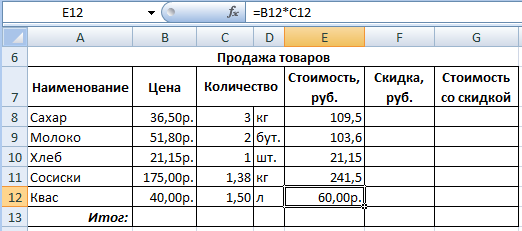 E12 fx =B12*C12
A B C D E F G
6 Продажа товаров
7 Наименование Цена Количество Стоимость, руб. Скидка, руб. Стоимость со скидкой
8 Сахар 36,50р. 3 кг 109,5
9 Молоко 51,80р. 2 бут. 103,6
10 Хлеб 21,15р. 1 шт. 21,15
11 Сосиски 175,00р. 1,38 кг 241,5
12 Квас 40,00р. 1,50 л 60,00р.
13 Итог: